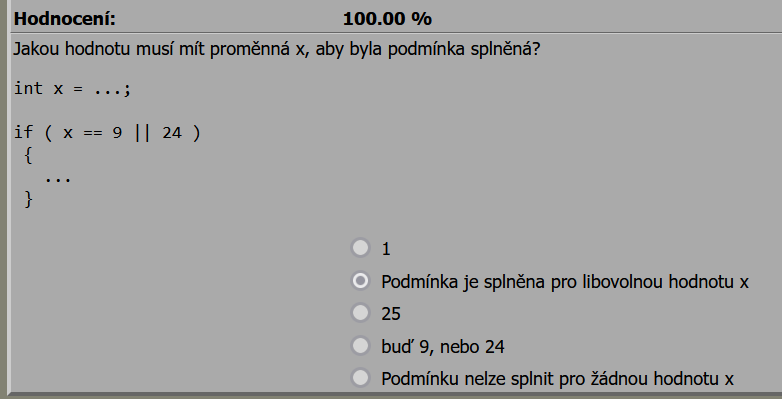 Hodnocení: 100.00 %
Jakou hodnotu musí mít proměnná x, aby byla podmínka splněná?
int x = ...;
if ( x == 9 || 24 )
{
...
}
1
Podmínka je splněna pro libovolnou hodnotu x
25
buď 9, nebo 24
Podmínku nelze splnit pro žádnou hodnotu x